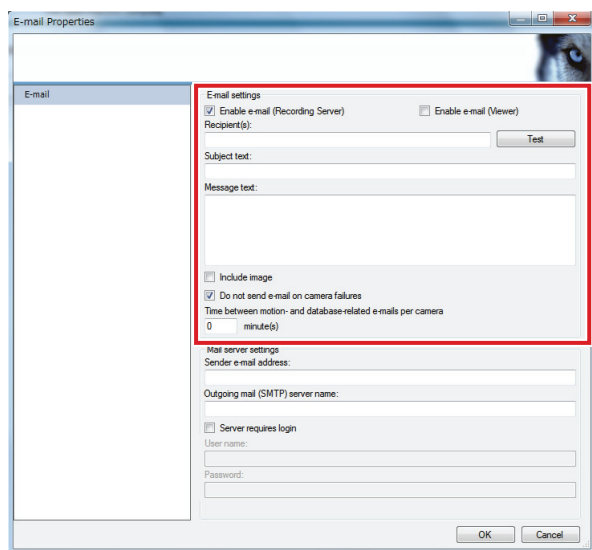 E-mail Properties
E-mail
E-mail settings
Enable e-mail (Recording Server)
Enable e-mail (Viewer)
Recipient(s):
Test
Subject text:
Message text:
Include image
Do not send e-mail on camera failures
Time between motion- and database-related e-mails per camera
0 minute(s)
Mail server settings
Sender e-mail address:
Outgoing mail (SMTP) server name:
Server requires login
User name:
Password:
OK
Cancel